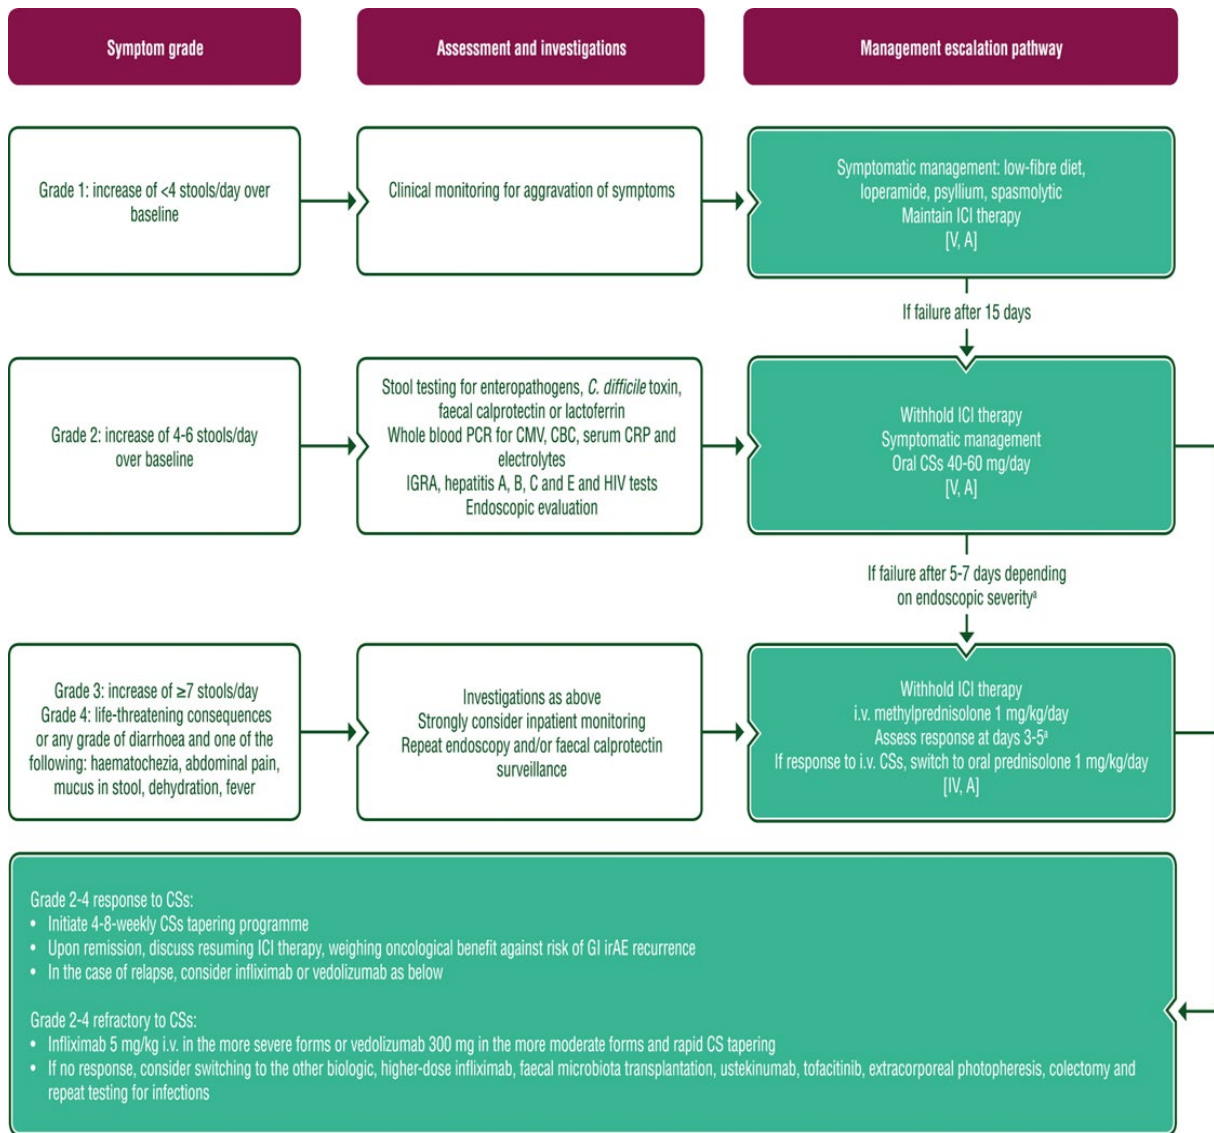 Symptom grade
Assessment and investigations
Management escalation pathway
Grade 1: increase of <4 stools/day over
baseline
Clinical monitoring for aggravation of symptoms
Symptomatic management: low-fibre diet,
loperamide, psyllium, spasmolytic
Maintain ICI therapy
[V, A]
If failure after 15 days
Grade 2: increase of 4-6 stools/day
over baseline
Stool testing for enteropathogens, C. difficile toxin,
faecal calprotectin or lactoferrin
Whole blood PCR for CMV, CBC, serum CRP and
electrolytes
IGRA, hepatitis A, B, C and E and HIV tests
Endoscopic evaluation
Withhold ICI therapy
Symptomatic management
Oral CSs 40-60 mg/day
[V, A]
If failure after 5-7 days depending
on endoscopic severityᵃ
Grade 3: increase of ≥7 stools/day
Grade 4: life-threatening consequences
or any grade of diarrhoea and one of the
following: haematochezia, abdominal pain,
mucus in stool, dehydration, fever
Investigations as above
Strongly consider inpatient monitoring
Repeat endoscopy and/or faecal calprotectin
surveillance
Withhold ICI therapy
i.v. methylprednisolone 1 mg/kg/day
Assess response at days 3-5ᵃ
If response to i.v. CSs, switch to oral prednisolone 1 mg/kg/day
[IV, A]
Grade 2-4 response to CSs:
• Initiate 4-8-weekly CSs tapering programme
• Upon remission, discuss resuming ICI therapy, weighing oncological benefit against risk of GI irAE recurrence
• In the case of relapse, consider infliximab or vedolizumab as below
Grade 2-4 refractory to CSs:
• Infliximab 5 mg/kg i.v. in the more severe forms or vedolizumab 300 mg in the more moderate forms and rapid CS tapering
• If no response, consider switching to the other biologic, higher-dose infliximab, faecal microbiota transplantation, ustekinumab, tofacitinib, extracorporeal photopheresis, colectomy and
repeat testing for infections